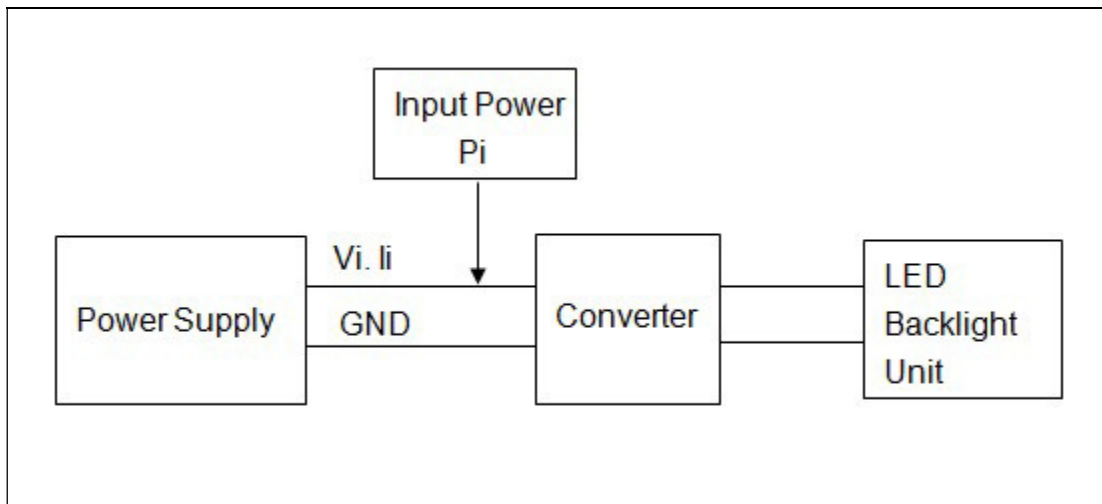 Input Power
Pi
Vi. Ii
Power Supply
GND
Converter
LED
Backlight
Unit